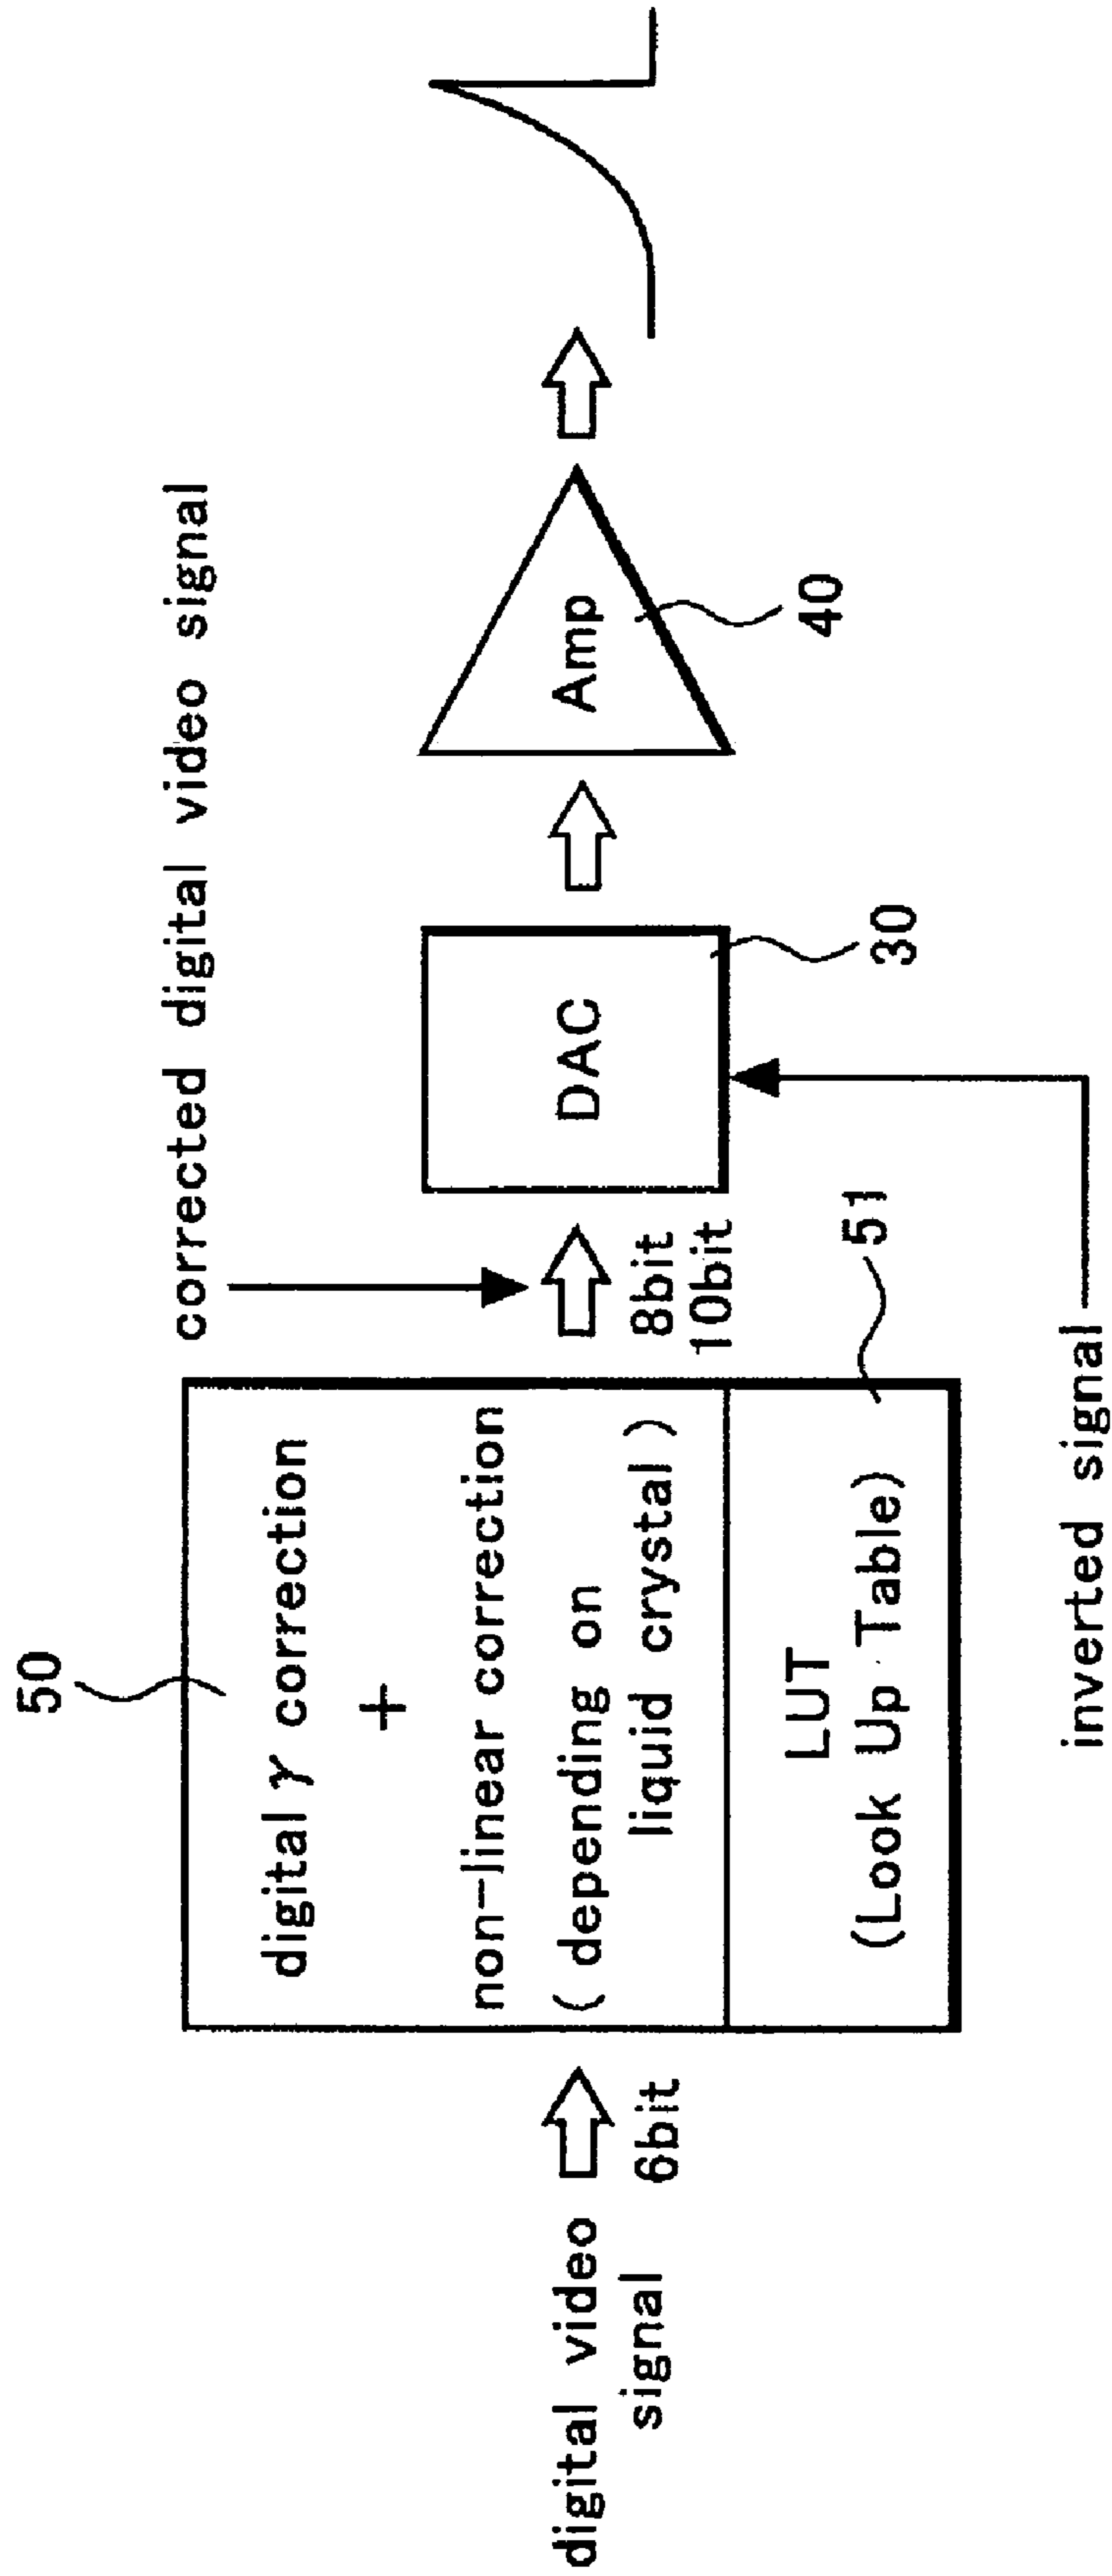 corrected digital video signal
50
digital γ correction
+
non-linear correction
( depending on
liquid crystal )
LUT
(Look Up Table)
51
digital video
signal
6bit
8bit
10bit
DAC
30
Amp
40
inverted signal